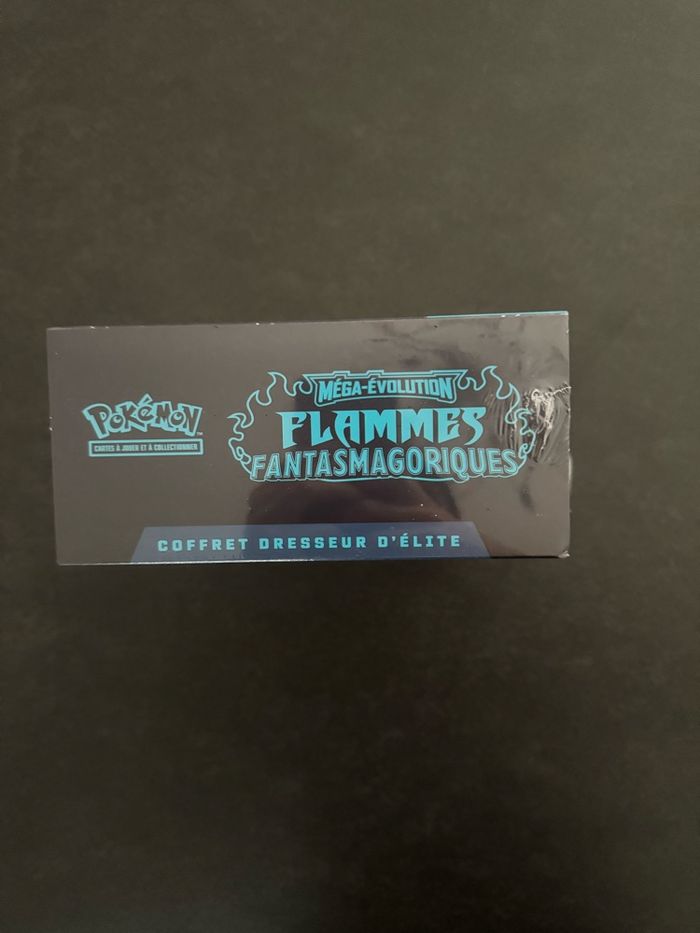 Pokémon
CARTES À JOUER ET À COLLECTIONNER
MÉGA-ÉVOLUTION
FLAMMES
FANTASMAGORIQUES
COFFRET DRESSEUR D'ÉLITE